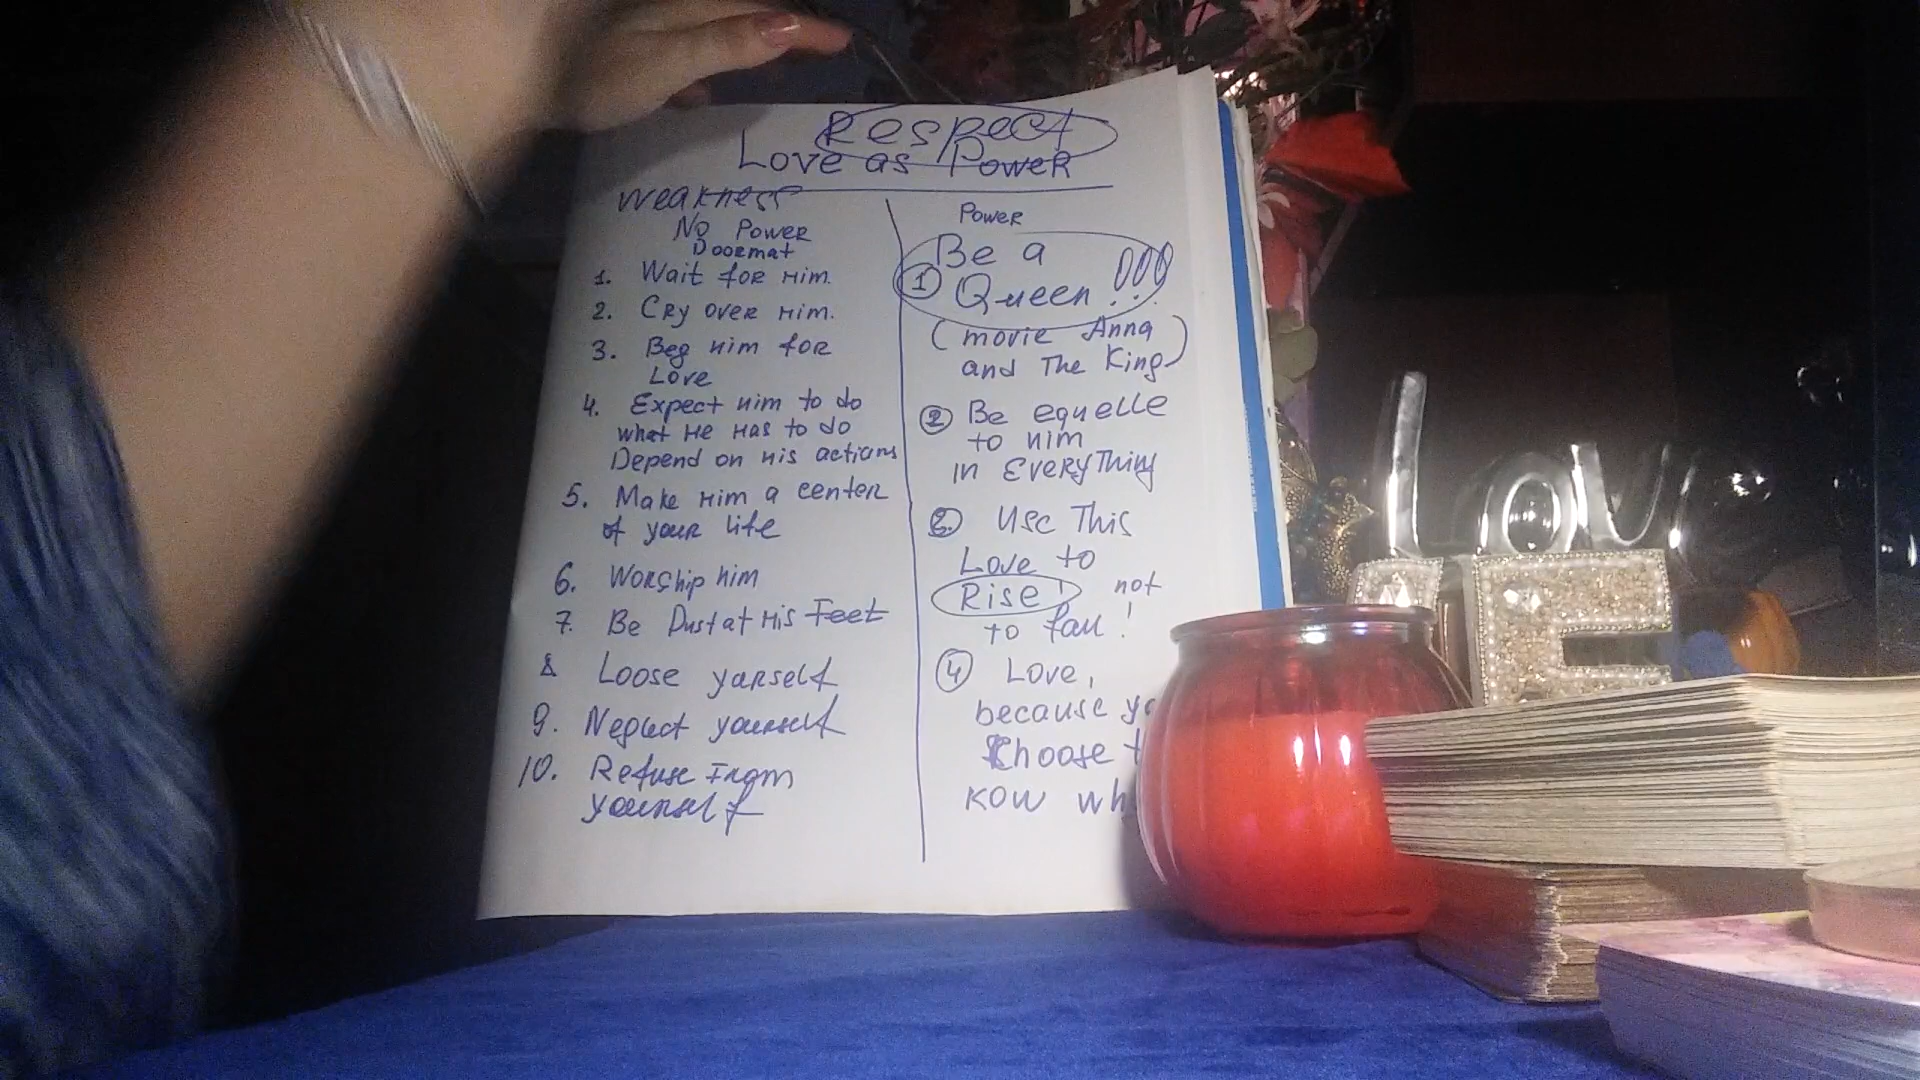 Respect
Love as Power
Weakness
No Power
Doormat
1. Wait for Him.
2. Cry over Him.
3. Beg him for
Love
4. Expect him to do
what He Has to do
Depend on his actions
5. Make Him a center
of your life
6. Worship him
7. Be Dust at His Feet
8 Loose yourself
9. Neglect yourself
10. Refuse From
yourself
Power
Be a
1 Queen !!!
(movie Anna
and The King)
2 Be equelle
to him
in EVERYThing
3. Use This
Love to
Rise! not
to fall!
4 Love,
because yo
Choose t
KOW wh
LOV
E